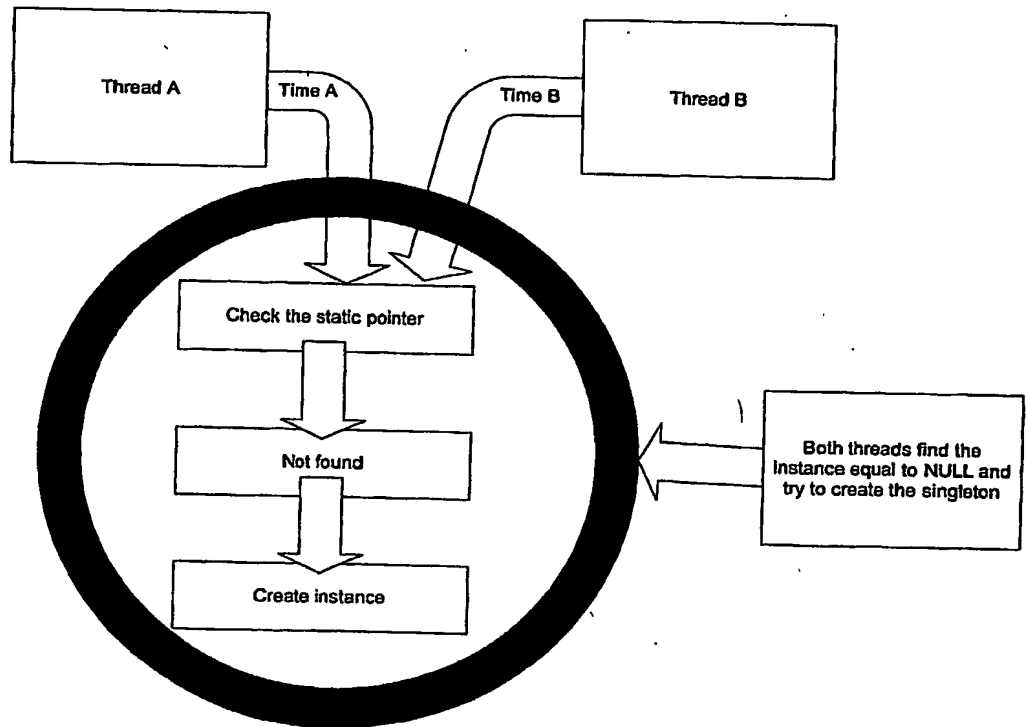 Thread A
Time A
Time B
Thread B
Check the static pointer
Not found
Create instance
Both threads find the
instance equal to NULL and
try to create the singleton